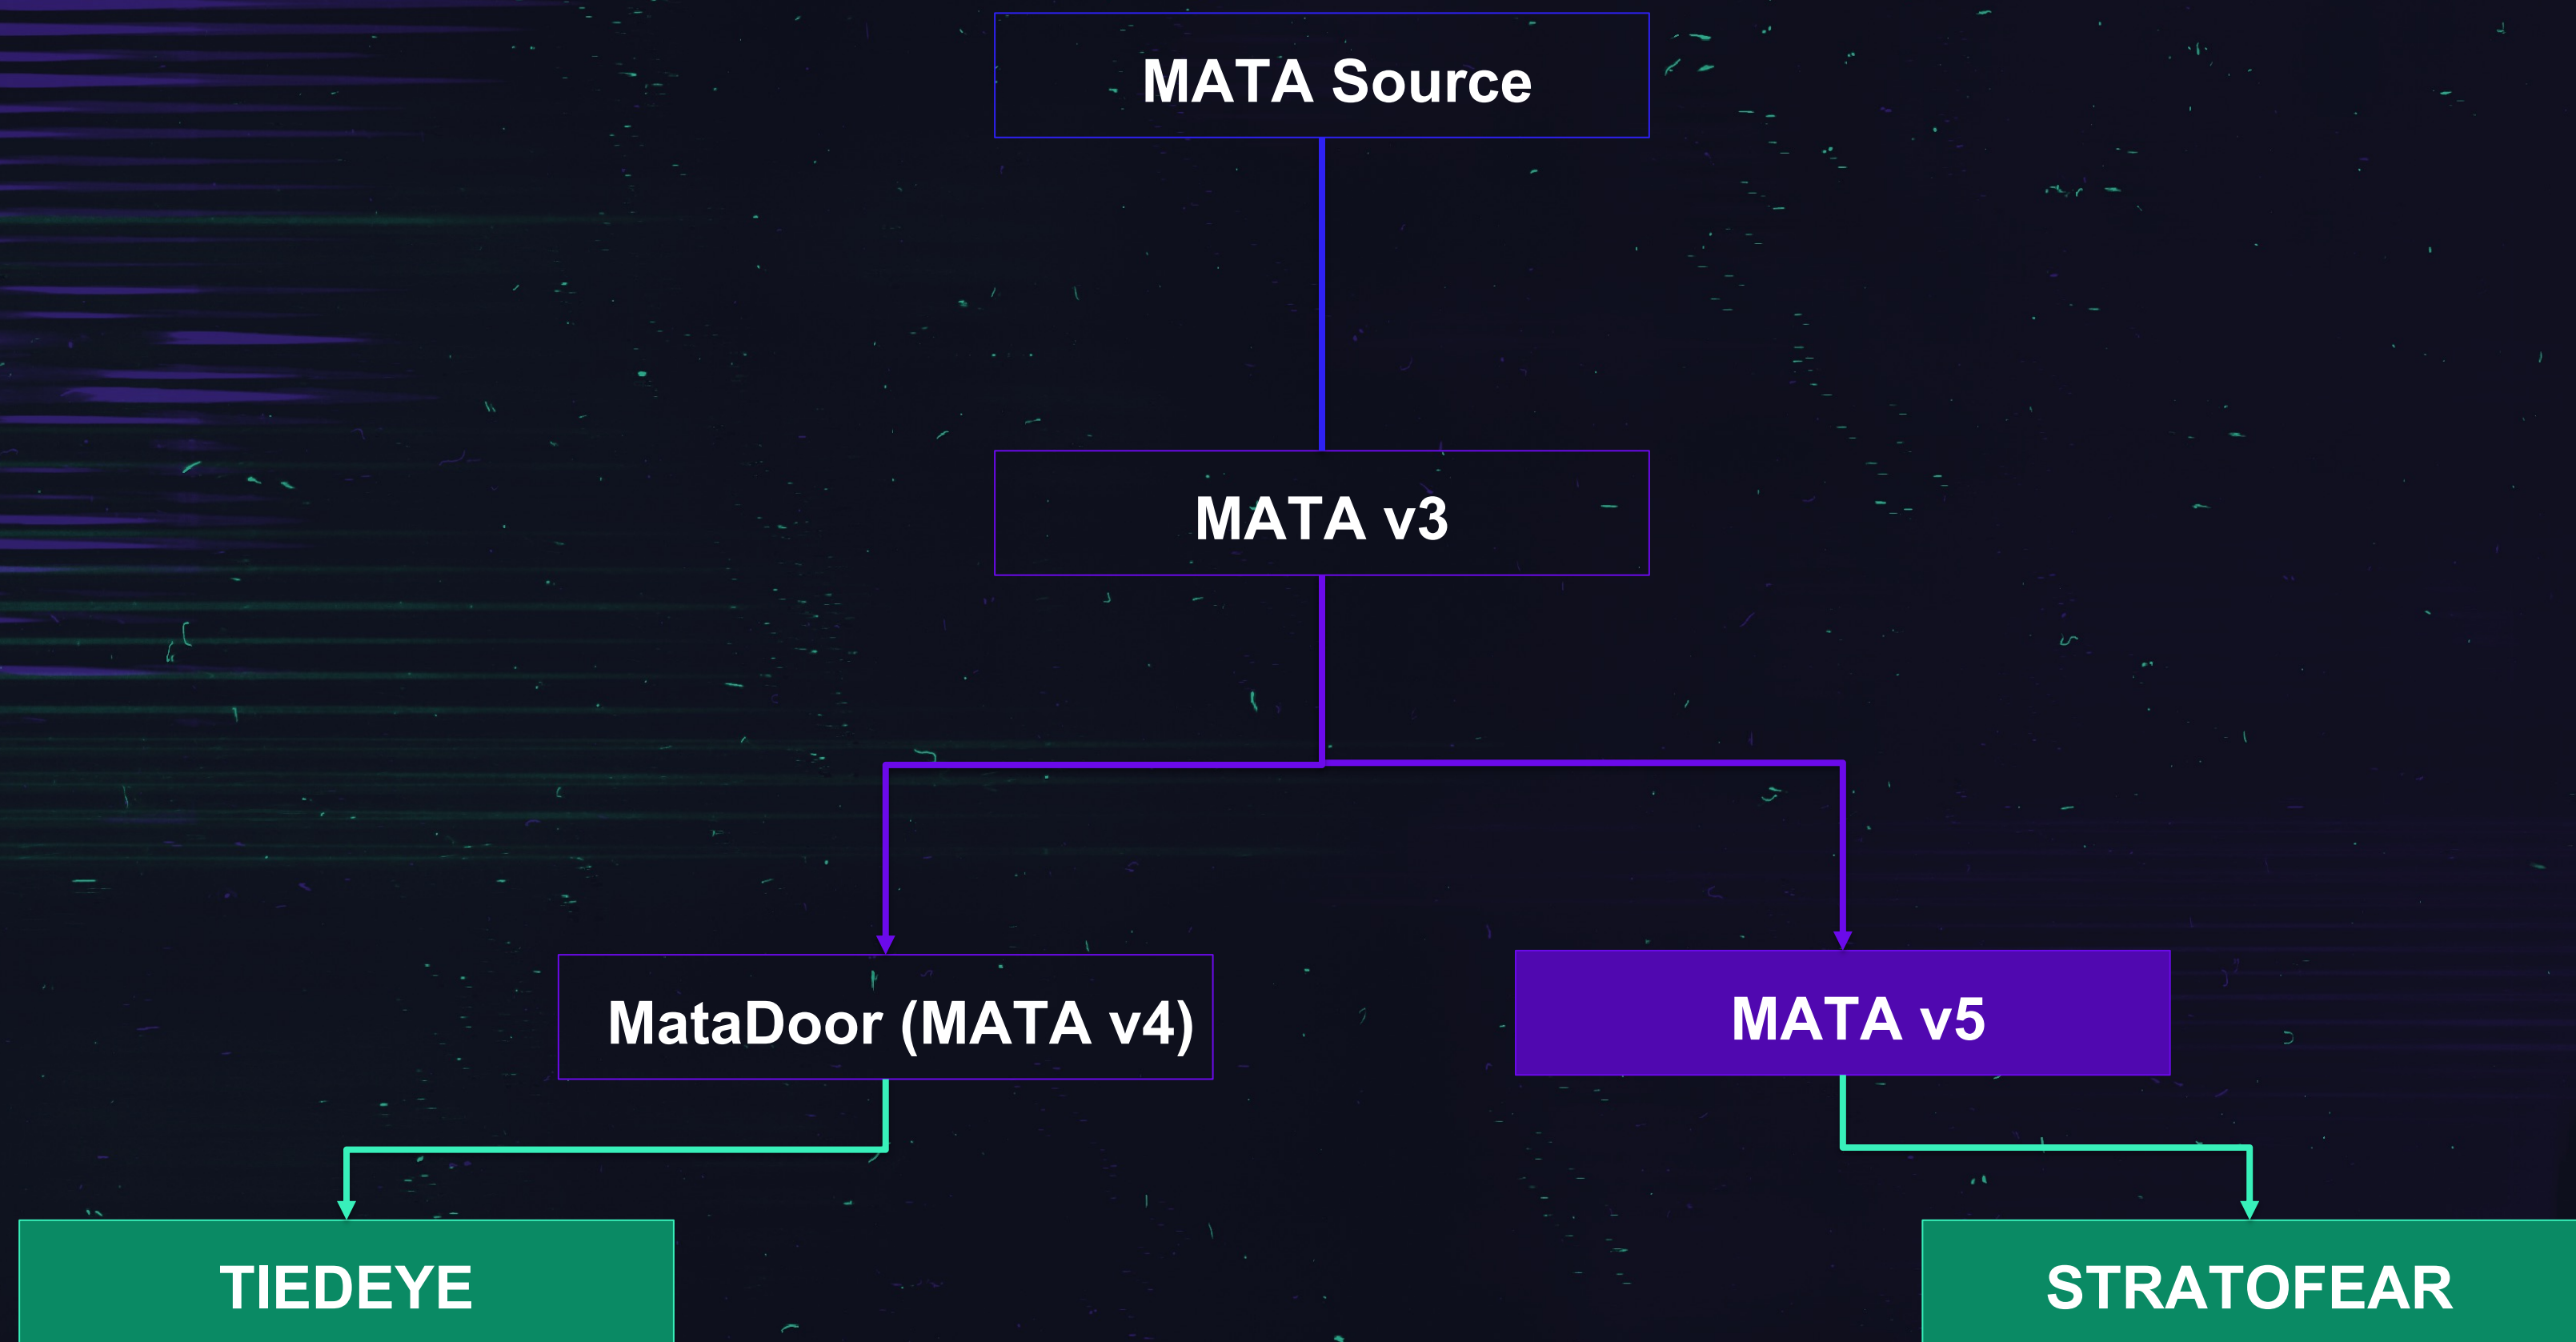 MATA Source
MATA v3
MataDoor (MATA v4)
MATA v5
TIEDEYE
STRATOFEAR